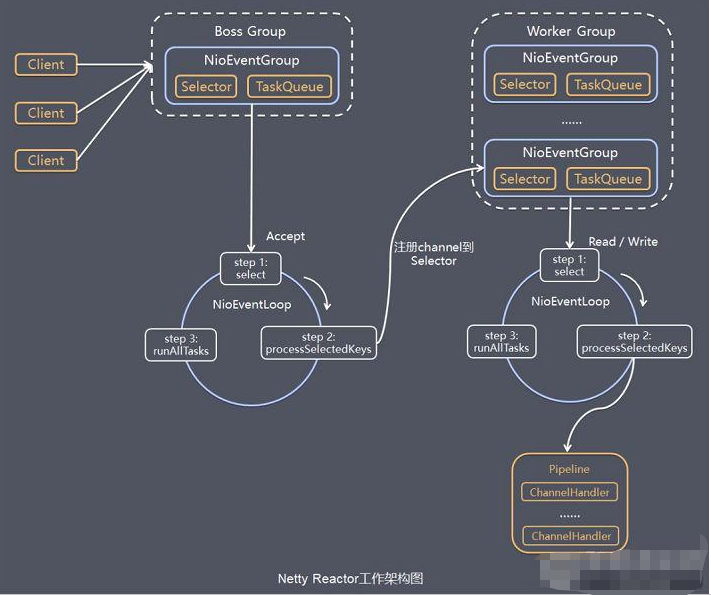 Boss Group
NioEventGroup
Selector
TaskQueue
Client
Client
Client
Worker Group
NioEventGroup
Selector
TaskQueue
......
NioEventGroup
Selector
TaskQueue
Accept
step 1:
select
NioEventLoop
step 2:
processSelectedKeys
step 3:
runAllTasks
注册channel到
Selector
Read / Write
step 1:
select
NioEventLoop
step 2:
processSelectedKeys
step 3:
runAllTasks
Pipeline
ChannelHandler
......
ChannelHandler
Netty Reactor工作架构图